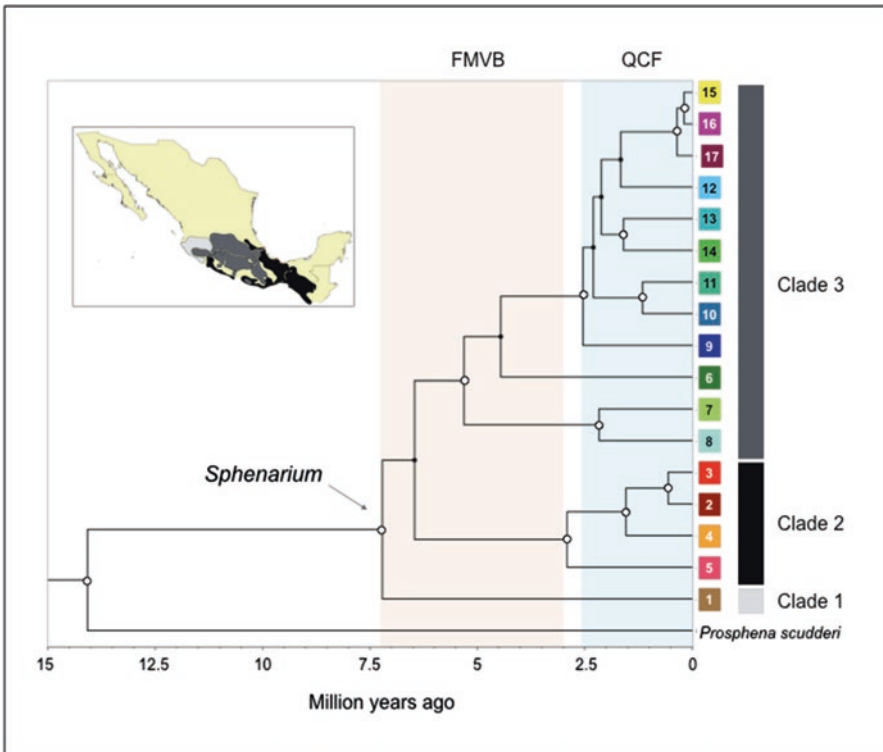 FMVB QCF
15
16
17
12
13
14
11
10
9
6
7
8
3
2
4
5
1
Clade 3
Clade 2
Clade 1
Sphenarium
Prosphena scudderi
15 12.5 10 7.5 5 2.5 0
Million years ago